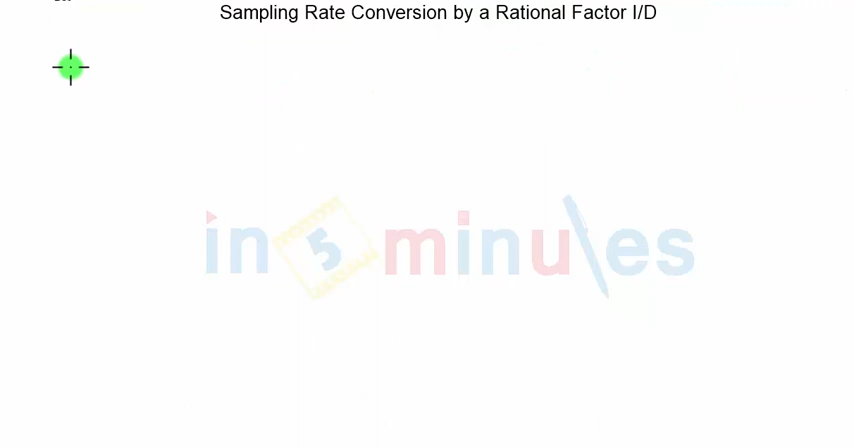 Sampling Rate Conversion by a Rational Factor I/D
in 5 minutes